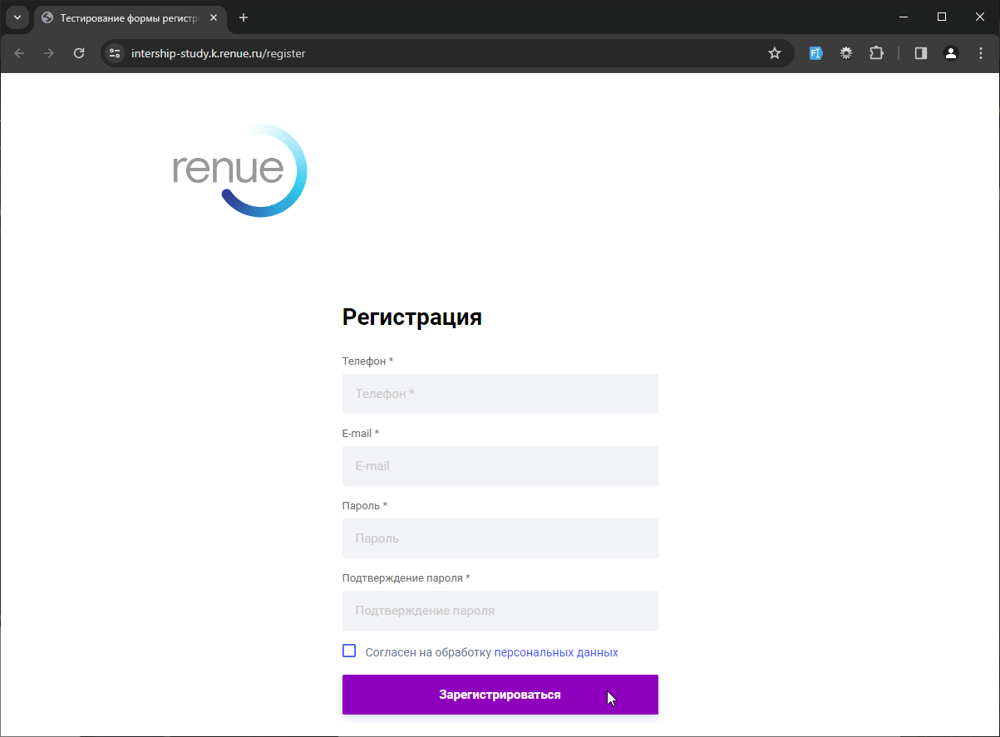 Тестирование формы регистр
intership-study.k.renue.ru/register
renue
Регистрация
Телефон *
Телефон *
E-mail *
E-mail
Пароль *
Пароль
Подтверждение пароля *
Подтверждение пароля
Согласен на обработку персональных данных
Зарегистрироваться